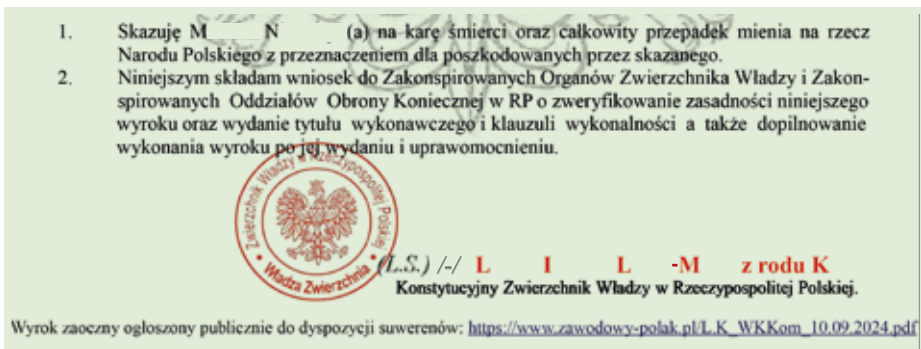 1. Skazuję M N (a) na karę śmierci oraz całkowity przepadek mienia na rzecz
Narodu Polskiego z przeznaczeniem dla poszkodowanych przez skazanego.
2. Niniejszym składam wniosek do Zakonspirowanych Organów Zwierzchnika Władzy i Zakon-
spirowanych Oddziałów Obrony Koniecznej w RP o zweryfikowanie zasadności niniejszego
wyroku oraz wydanie tytułu wykonawczego i klauzuli wykonalności a także dopilnowanie
wykonania wyroku po jej wydaniu i uprawomocnieniu.
Zwierzchnik Władzy w Rzeczypospolitej Polskiej
• Władza Zwierzchnia •
(L.S.) /-/ L I L -M z rodu K
Konstytucyjny Zwierzchnik Władzy w Rzeczypospolitej Polskiej.
Wyrok zaoczny ogłoszony publicznie do dyspozycji suwerenów: https://www.zawodowy-polak.pl/L.K_WKKom_10.09.2024.pdf